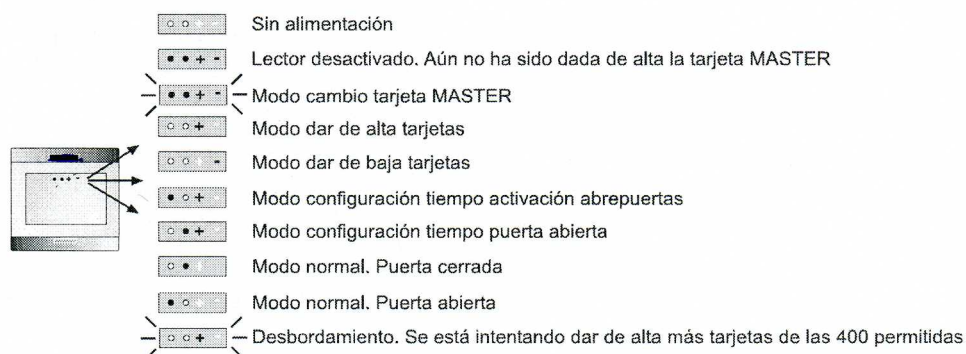 Sin alimentación
Lector desactivado. Aún no ha sido dada de alta la tarjeta MASTER
Modo cambio tarjeta MASTER
Modo dar de alta tarjetas
Modo dar de baja tarjetas
Modo configuración tiempo activación abrepuertas
Modo configuración tiempo puerta abierta
Modo normal. Puerta cerrada
Modo normal. Puerta abierta
Desbordamiento. Se está intentando dar de alta más tarjetas de las 400 permitidas